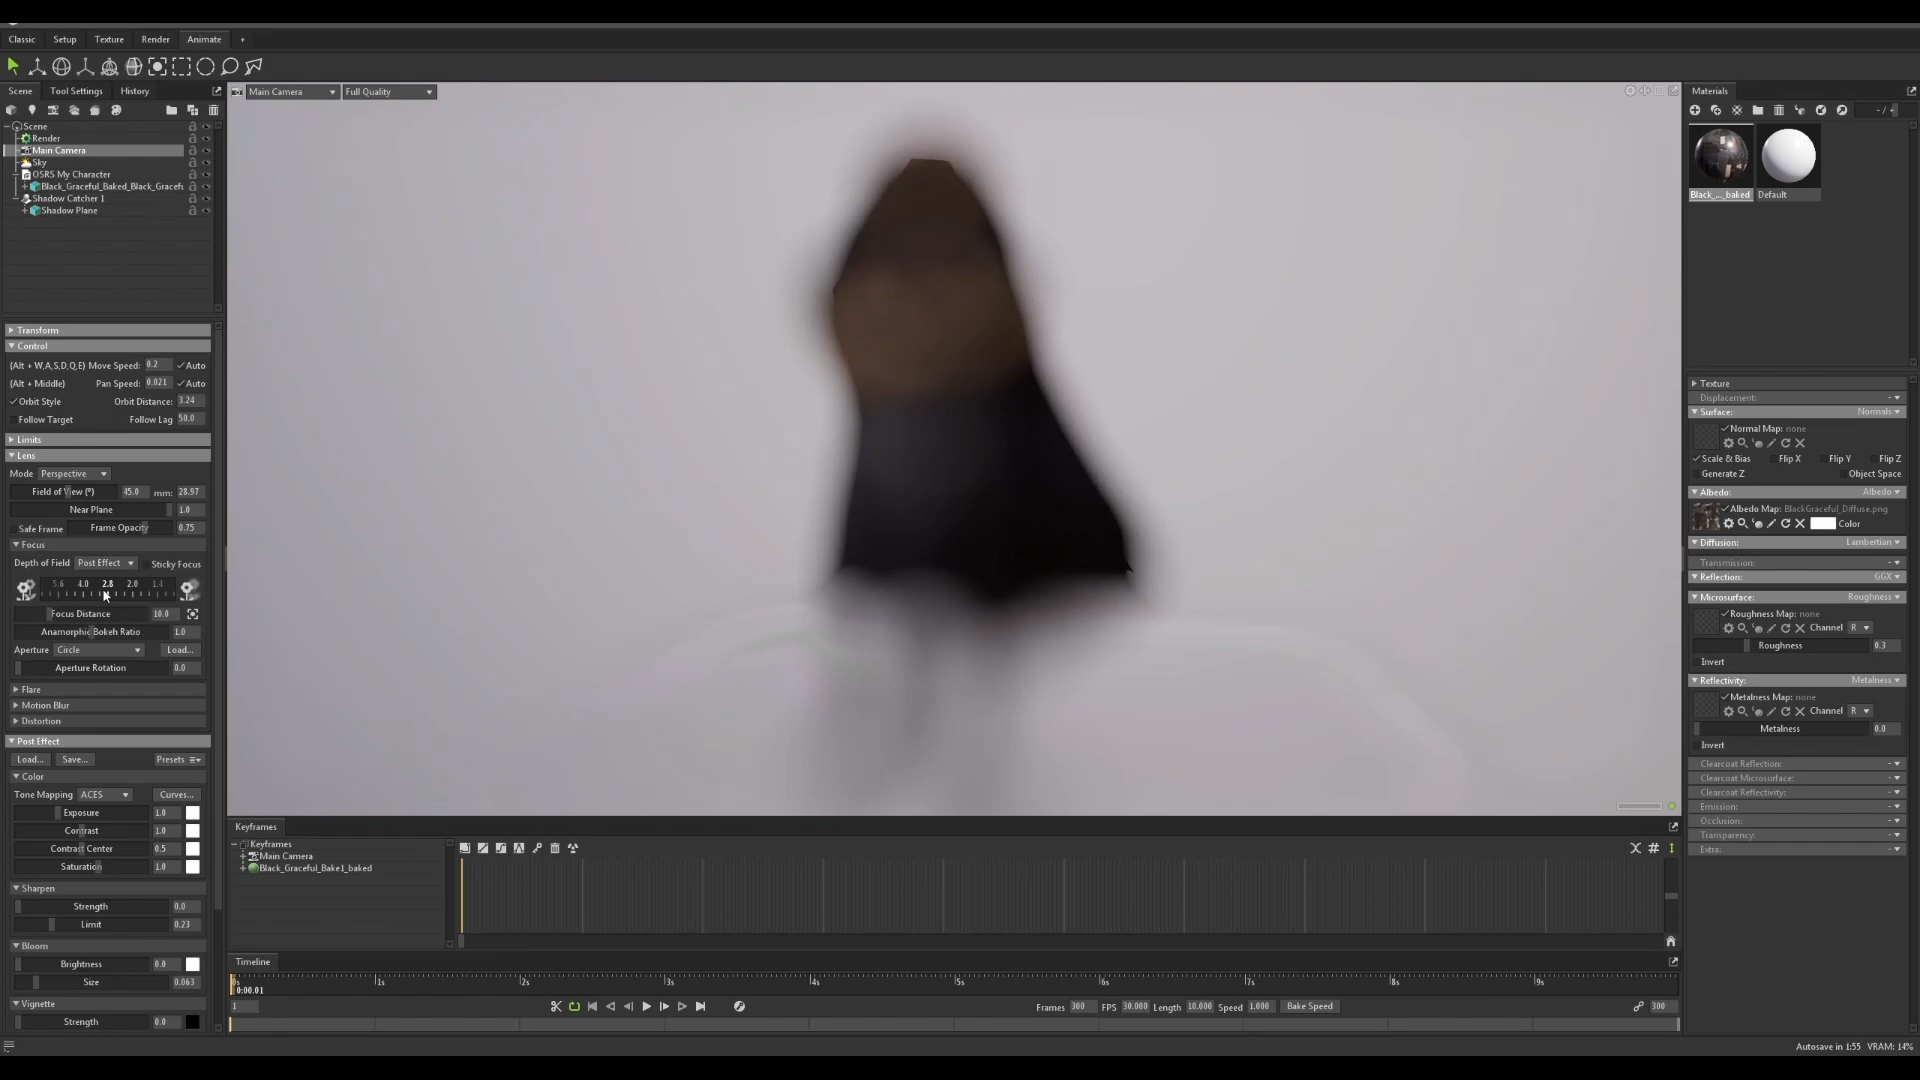 Classic Setup Texture Render Animate +
Scene Tool Settings History
Main Camera Full Quality
Materials
- / -
Scene
Render
Main Camera
Sky
OSRS My Character
Black_Graceful_Baked_Black_Gracefu
Shadow Catcher 1
Shadow Plane
Black_..._baked Default
Transform
Control
(Alt + W,A,S,D,Q,E) Move Speed: 0.2 Auto
(Alt + Middle) Pan Speed: 0.021 Auto
Orbit Style Orbit Distance: 3.24
Follow Target Follow Lag 50.0
Limits
Lens
Mode Perspective
Field of View (°) 45.0 mm: 28.97
Near Plane 1.0
Safe Frame Frame Opacity 0.75
Focus
Depth of Field Post Effect Sticky Focus
5.6 4.0 2.8 2.0 1.4
Focus Distance 10.0
Anamorphic Bokeh Ratio 1.0
Aperture Circle Load...
Aperture Rotation 0.0
Flare
Motion Blur
Distortion
Post Effect
Load... Save... Presets
Color
Tone Mapping ACES Curves...
Exposure 1.0
Contrast 1.0
Contrast Center 0.5
Saturation 1.0
Sharpen
Strength 0.0
Limit 0.23
Bloom
Brightness 0.0
Size 0.063
Vignette
Strength 0.0
Texture
Displacement: -
Surface: Normals
Normal Map: none
Scale & Bias Flip X Flip Y Flip Z
Generate Z Object Space
Albedo: Albedo
Albedo Map: BlackGraceful_Diffuse.png
Color
Diffusion: Lambertian
Transmission: -
Reflection: GGX
Microsurface: Roughness
Roughness Map: none
Channel R
Roughness 0.3
Invert
Reflectivity: Metalness
Metalness Map: none
Channel R
Metalness 0.0
Invert
Clearcoat Reflection: -
Clearcoat Microsurface: -
Clearcoat Reflectivity: -
Emission: -
Occlusion: -
Transparency: -
Extra: -
Keyframes
Keyframes
Main Camera
Black_Graceful_Bake1_baked
Timeline
0s 1s 2s 3s 4s 5s 6s 7s 8s 9s
0:00.01
1 Frames 300 FPS 30.000 Length 10.000 Speed 1.000 Bake Speed 300
Autosave in 1:55 VRAM: 14%